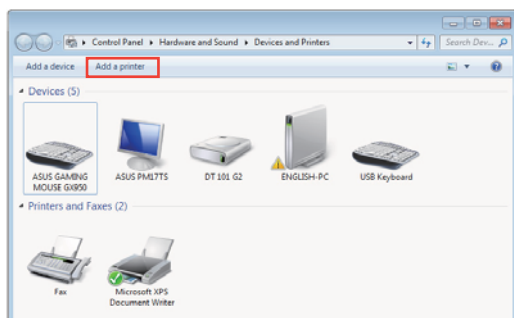 Control Panel ▸ Hardware and Sound ▸ Devices and Printers
Search Dev...
Add a device Add a printer
Devices (5)
ASUS GAMING MOUSE GX950
ASUS PM17TS
DT 101 G2
ENGLISH-PC
USB Keyboard
Printers and Faxes (2)
Fax
Microsoft XPS Document Writer